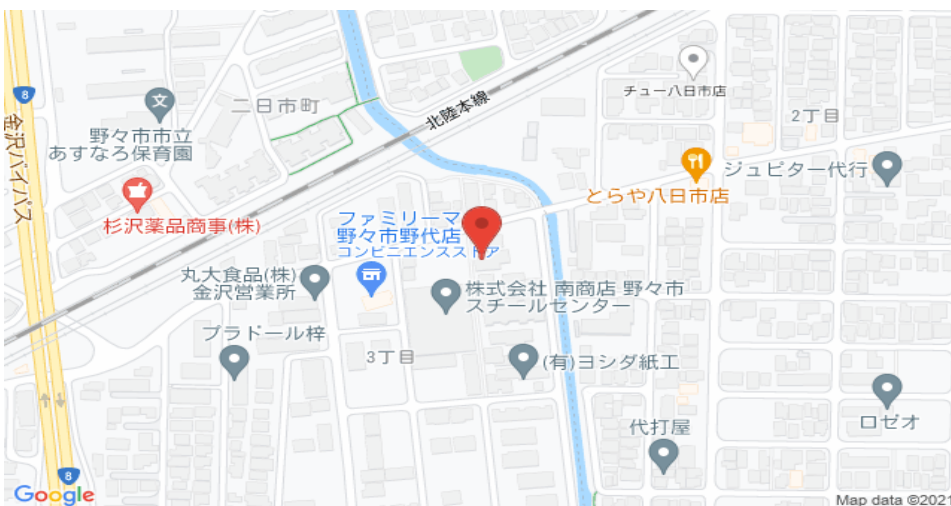 チュー八日市店
8
二日市町
北陸本線
2丁目
文
野々市市立
あすなろ保育園
金沢バイパス
ジュピター代行
とらや八日市店
杉沢薬品商事(株)
ファミリーマ
野々市野代店
コンビニエンススドア
丸大食品(株)
金沢営業所
株式会社 南商店 野々市
スチールセンター
プラドール梓
3丁目
(有)ヨシダ紙工
代打屋
ロゼオ
8
Google
Map data ©2021